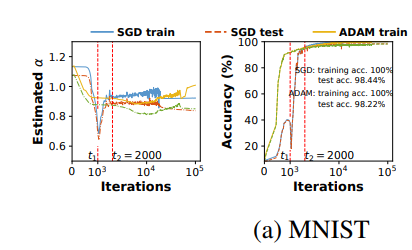 SGD train SGD test ADAM train
Estimated α
1.2
1.0
0.8
0.6
t₁ t₂ = 2000
0 10³ 10⁴ 10⁵
Iterations
Accuracy (%)
100
80
60
40
20
SGD: training acc. 100%
test acc. 98.44%
ADAM: training acc. 100%
test acc. 98.22%
t₁ t₂ = 2000
0 10³ 10⁴ 10⁵
Iterations
(a) MNIST